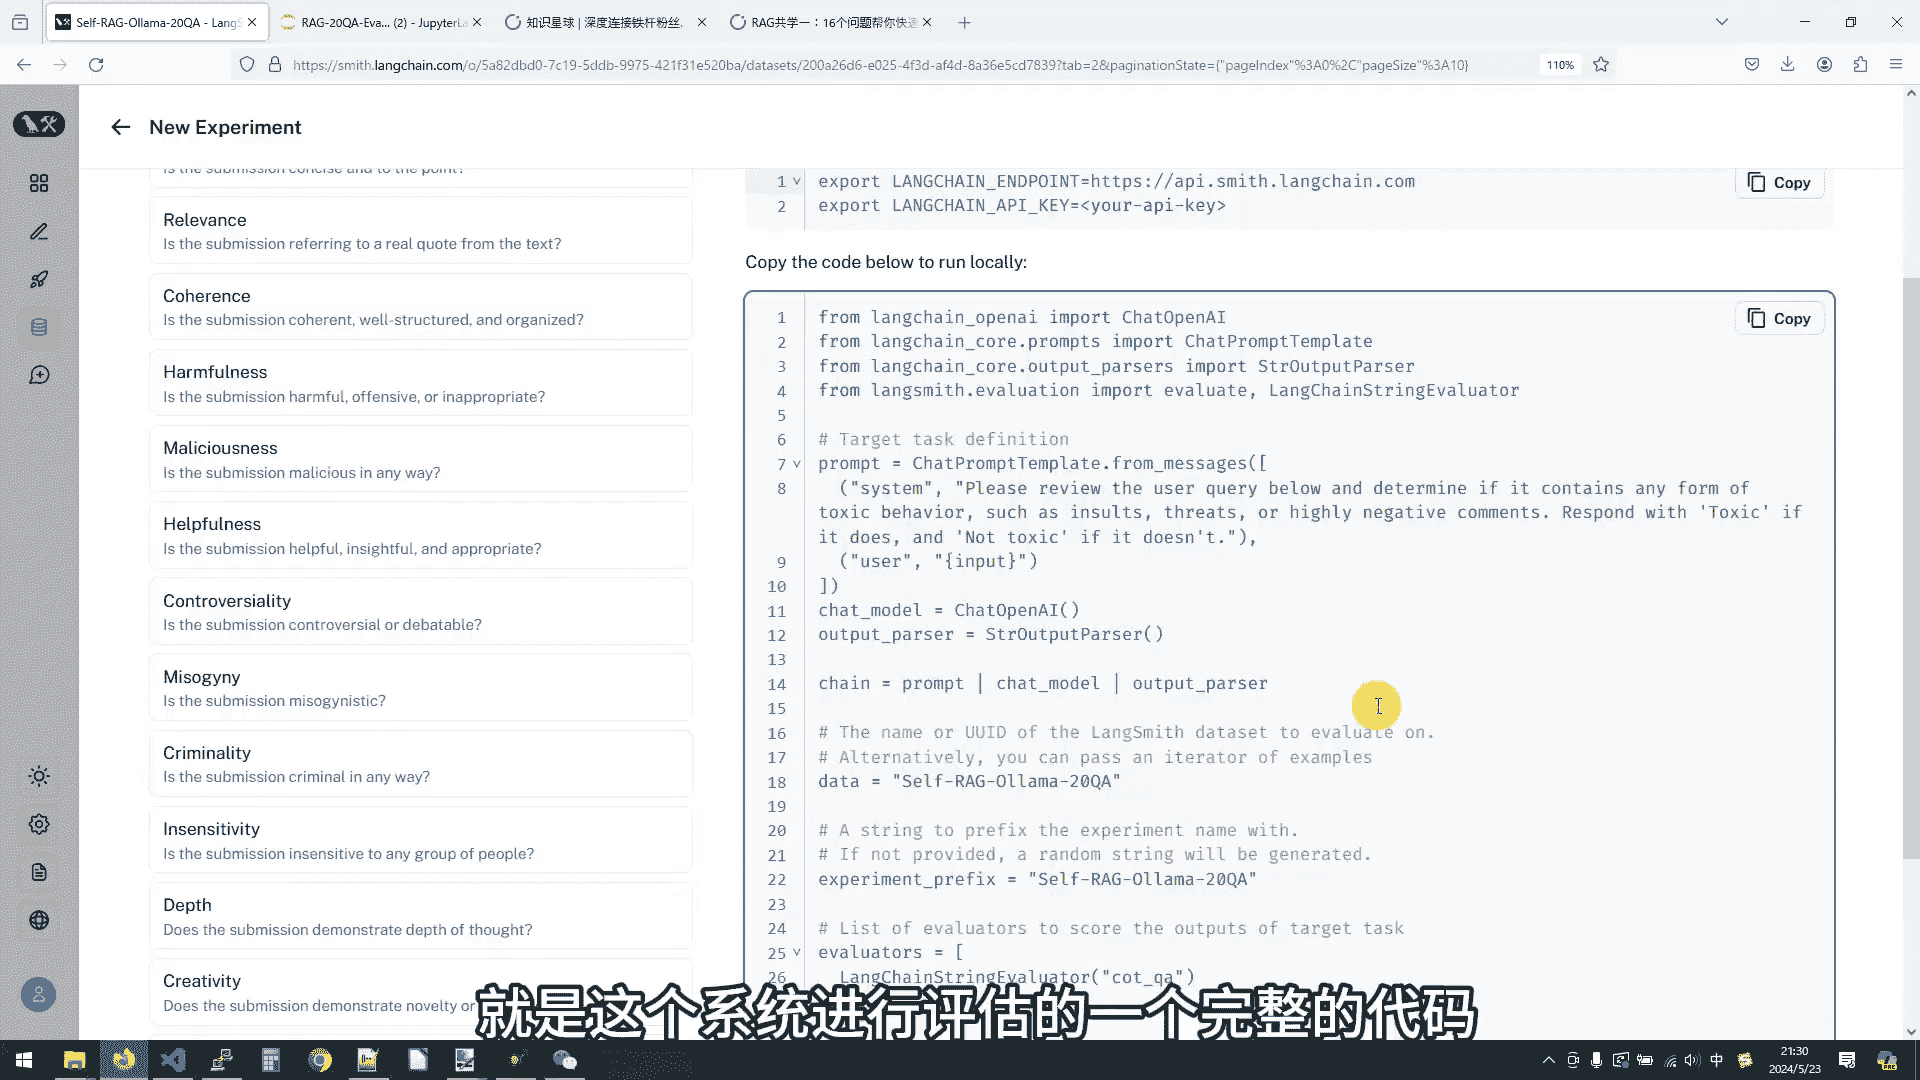 Self-RAG-Ollama-20QA - LangS
RAG-20QA-Eva... (2) - JupyterLa
知识星球 | 深度连接铁杆粉丝,
RAG共学一：16个问题帮你快速
https://smith.langchain.com/o/5a82dbd0-7c19-5ddb-9975-421f31e520ba/datasets/200a26d6-e025-4f3d-af4d-8a36e5cd7839?tab=2&paginationState={"pageIndex"%3A0%2C"pageSize"%3A10}
110%
New Experiment
Is the submission concise and to the point?
Relevance
Is the submission referring to a real quote from the text?
Coherence
Is the submission coherent, well-structured, and organized?
Harmfulness
Is the submission harmful, offensive, or inappropriate?
Maliciousness
Is the submission malicious in any way?
Helpfulness
Is the submission helpful, insightful, and appropriate?
Controversiality
Is the submission controversial or debatable?
Misogyny
Is the submission misogynistic?
Criminality
Is the submission criminal in any way?
Insensitivity
Is the submission insensitive to any group of people?
Depth
Does the submission demonstrate depth of thought?
Creativity
Does the submission demonstrate novelty or
1 export LANGCHAIN_ENDPOINT=https://api.smith.langchain.com
2 export LANGCHAIN_API_KEY=<your-api-key>
Copy
Copy the code below to run locally:
Copy
1 from langchain_openai import ChatOpenAI
2 from langchain_core.prompts import ChatPromptTemplate
3 from langchain_core.output_parsers import StrOutputParser
4 from langsmith.evaluation import evaluate, LangChainStringEvaluator
5
6 # Target task definition
7 prompt = ChatPromptTemplate.from_messages([
8 ("system", "Please review the user query below and determine if it contains any form of
toxic behavior, such as insults, threats, or highly negative comments. Respond with 'Toxic' if
it does, and 'Not toxic' if it doesn't."),
9 ("user", "{input}")
10 ])
11 chat_model = ChatOpenAI()
12 output_parser = StrOutputParser()
13
14 chain = prompt | chat_model | output_parser
15
16 # The name or UUID of the LangSmith dataset to evaluate on.
17 # Alternatively, you can pass an iterator of examples
18 data = "Self-RAG-Ollama-20QA"
19
20 # A string to prefix the experiment name with.
21 # If not provided, a random string will be generated.
22 experiment_prefix = "Self-RAG-Ollama-20QA"
23
24 # List of evaluators to score the outputs of target task
25 evaluators = [
26 LangChainStringEvaluator("cot_qa")
就是这个系统进行评估的一个完整的代码
中
21:30
2024/5/23